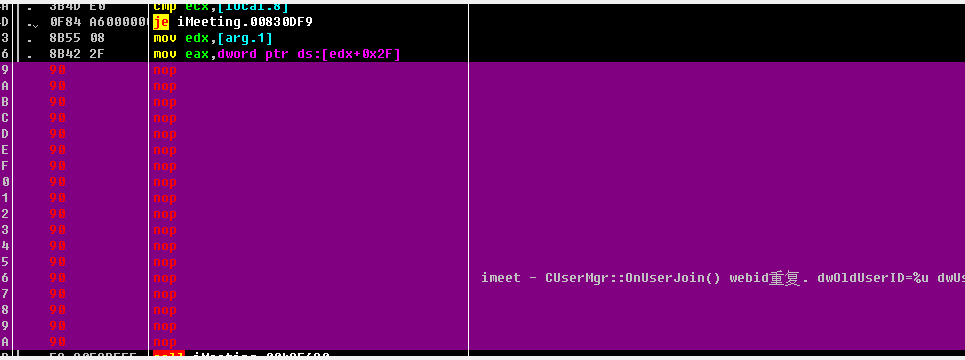 . 3B4D E0 cmp ecx,[local.8]
D . 0F84 A6000000 je iMeeting.00830DF9
3 . 8B55 08 mov edx,[arg.1]
6 . 8B42 2F mov eax,dword ptr ds:[edx+0x2F]
9 90 nop
A 90 nop
B 90 nop
C 90 nop
D 90 nop
E 90 nop
F 90 nop
0 90 nop
1 90 nop
2 90 nop
3 90 nop
4 90 nop
5 90 nop
6 90 nop imeet - CUserMgr::OnUserJoin() webid重复. dwOldUserID=%u dwUs
7 90 nop
8 90 nop
9 90 nop
A 90 nop
call